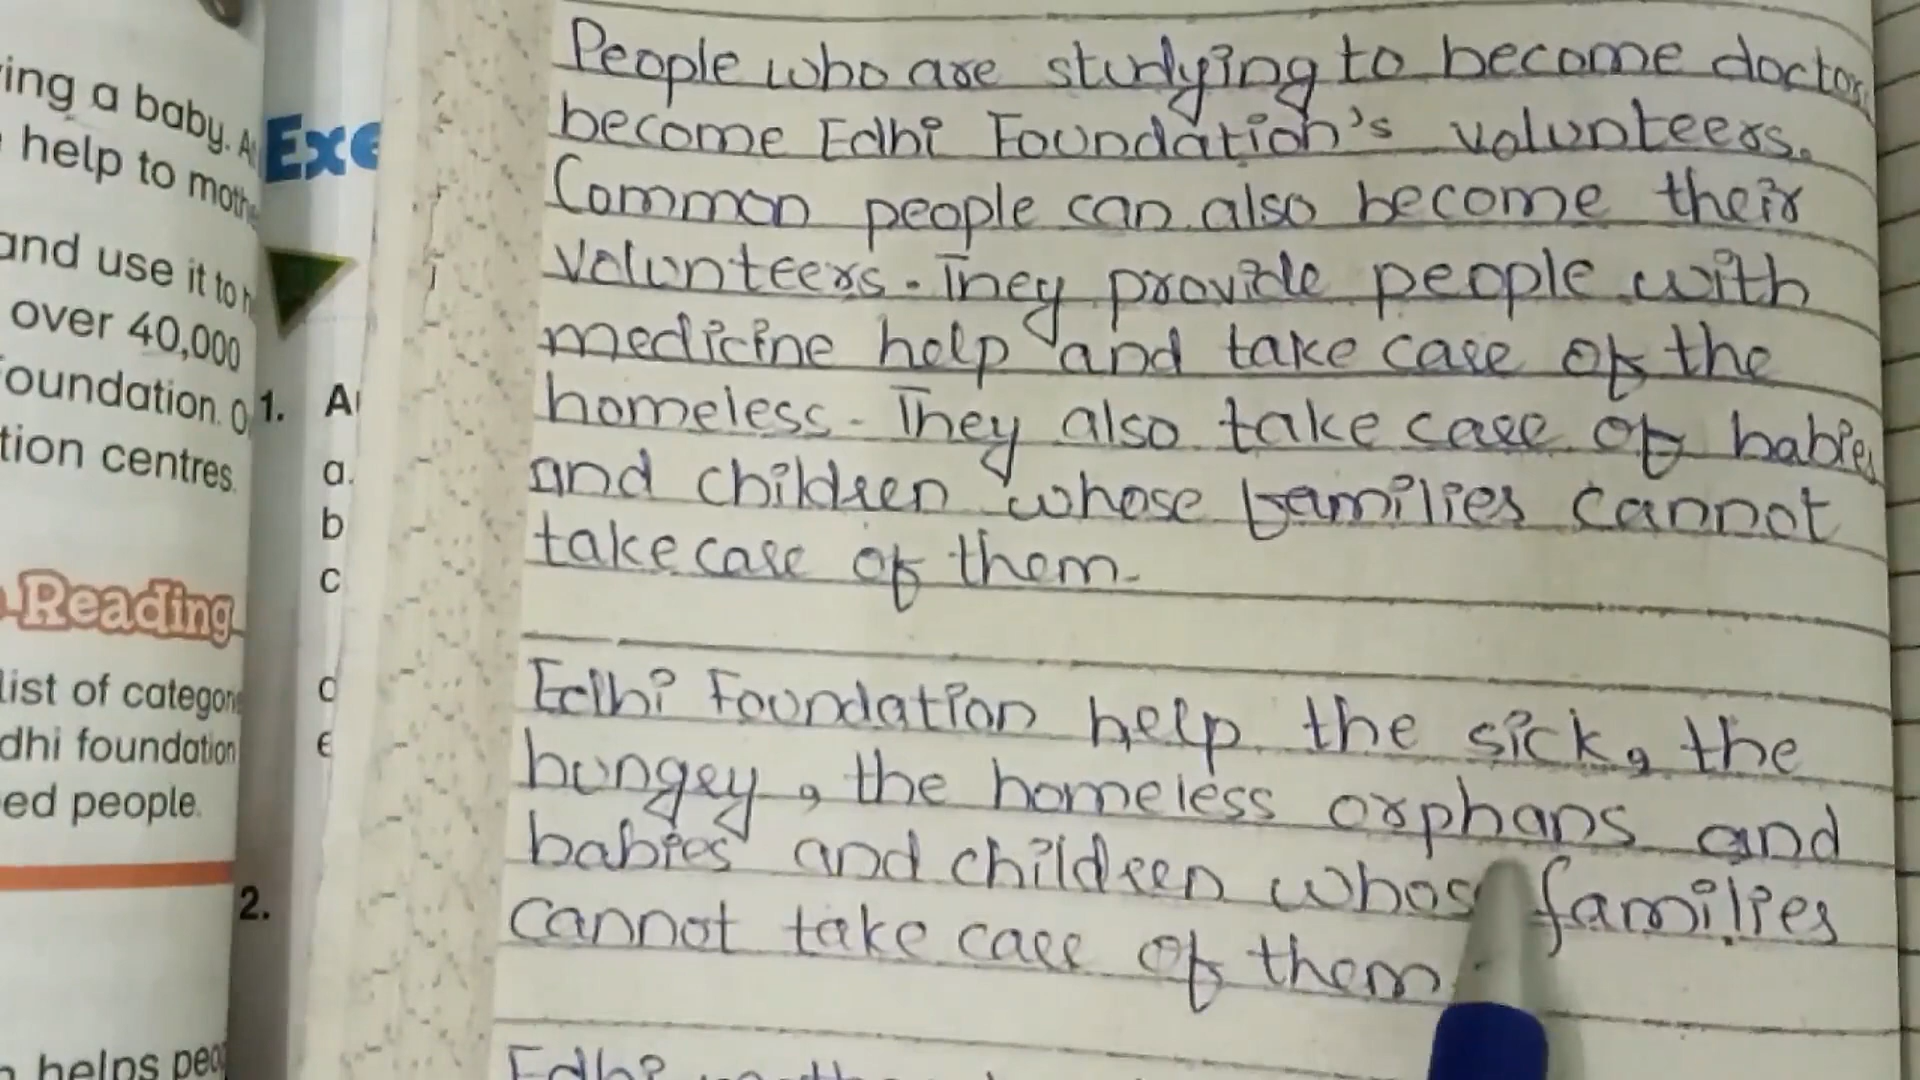 ing a baby.
help to moth
and use it to h
over 40,000
oundation. O
tion centres.
Reading
list of categor
dhi foundation
ed people.
helps peo
Exe
1. A
a.
b
c
d
e
2.
People who are studying to become doctors
become Edhi Foundation's volunteers.
Common people can also become their
volunteers. They provide people with
medicine help and take care of the
homeless. They also take care of babies
and children whose families cannot
take care of them.
Edhi Foundation help the sick, the
hungry, the homeless orphans and
babies and children whose families
cannot take care of them
Edhi